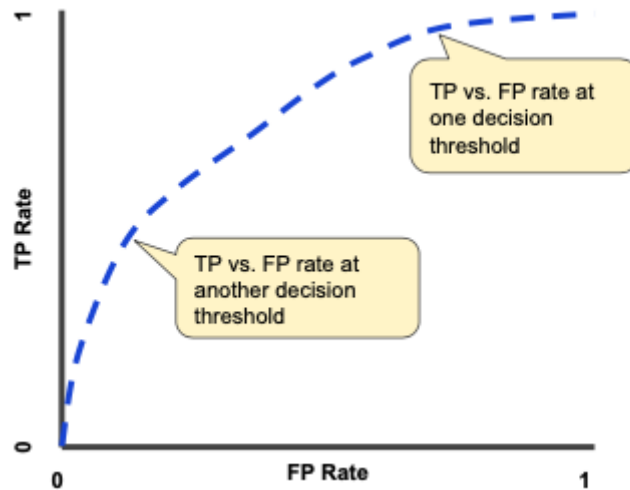 1
TP vs. FP rate at
one decision
threshold
TP Rate
TP vs. FP rate at
another decision
threshold
0
0
FP Rate
1